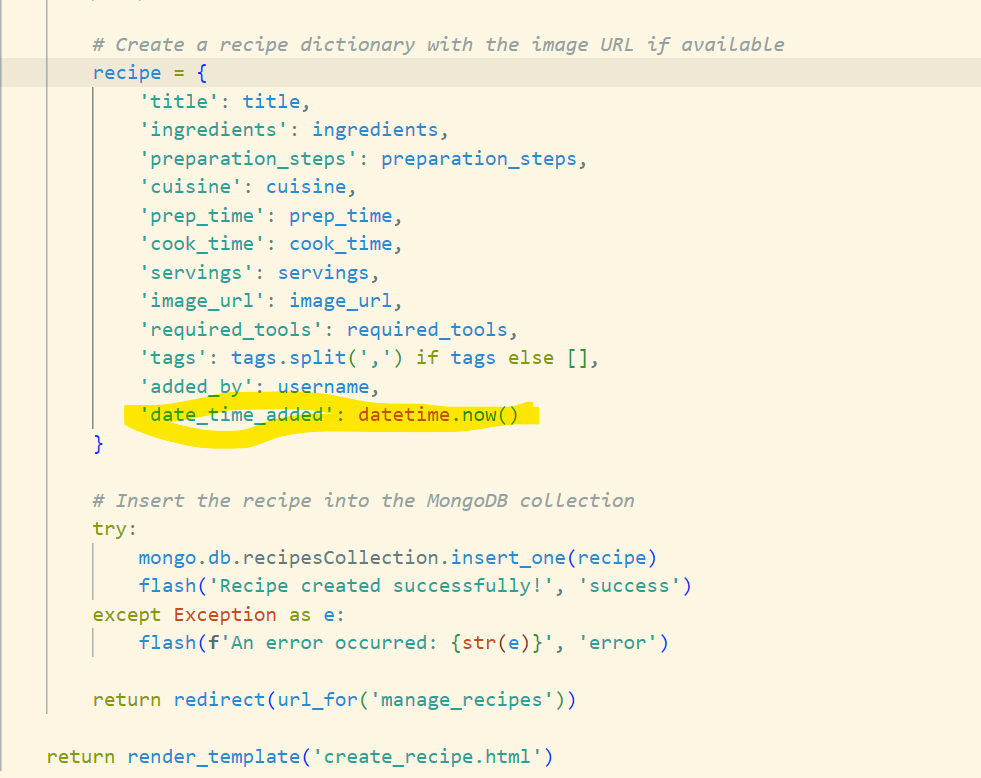 # Create a recipe dictionary with the image URL if available
recipe = {
'title': title,
'ingredients': ingredients,
'preparation_steps': preparation_steps,
'cuisine': cuisine,
'prep_time': prep_time,
'cook_time': cook_time,
'servings': servings,
'image_url': image_url,
'required_tools': required_tools,
'tags': tags.split(',') if tags else [],
'added_by': username,
'date_time_added': datetime.now()
}
# Insert the recipe into the MongoDB collection
try:
mongo.db.recipesCollection.insert_one(recipe)
flash('Recipe created successfully!', 'success')
except Exception as e:
flash(f'An error occurred: {str(e)}', 'error')
return redirect(url_for('manage_recipes'))
return render_template('create_recipe.html')